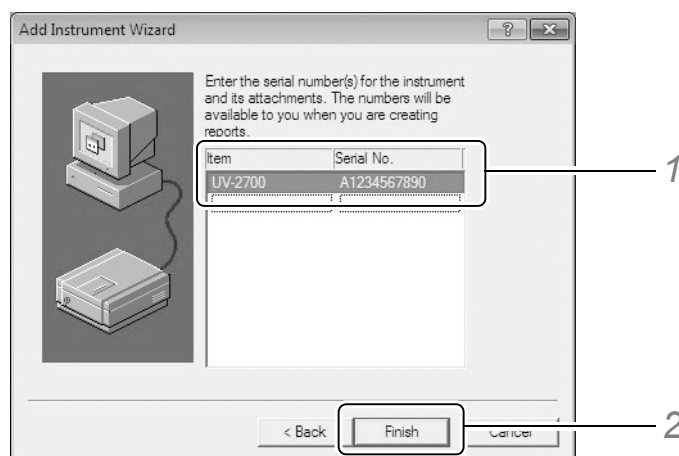 Add Instrument Wizard
?
Enter the serial number(s) for the instrument
and its attachments. The numbers will be
available to you when you are creating
reports.
Item Serial No.
UV-2700 A1234567890
1
< Back Finish Cancel
2